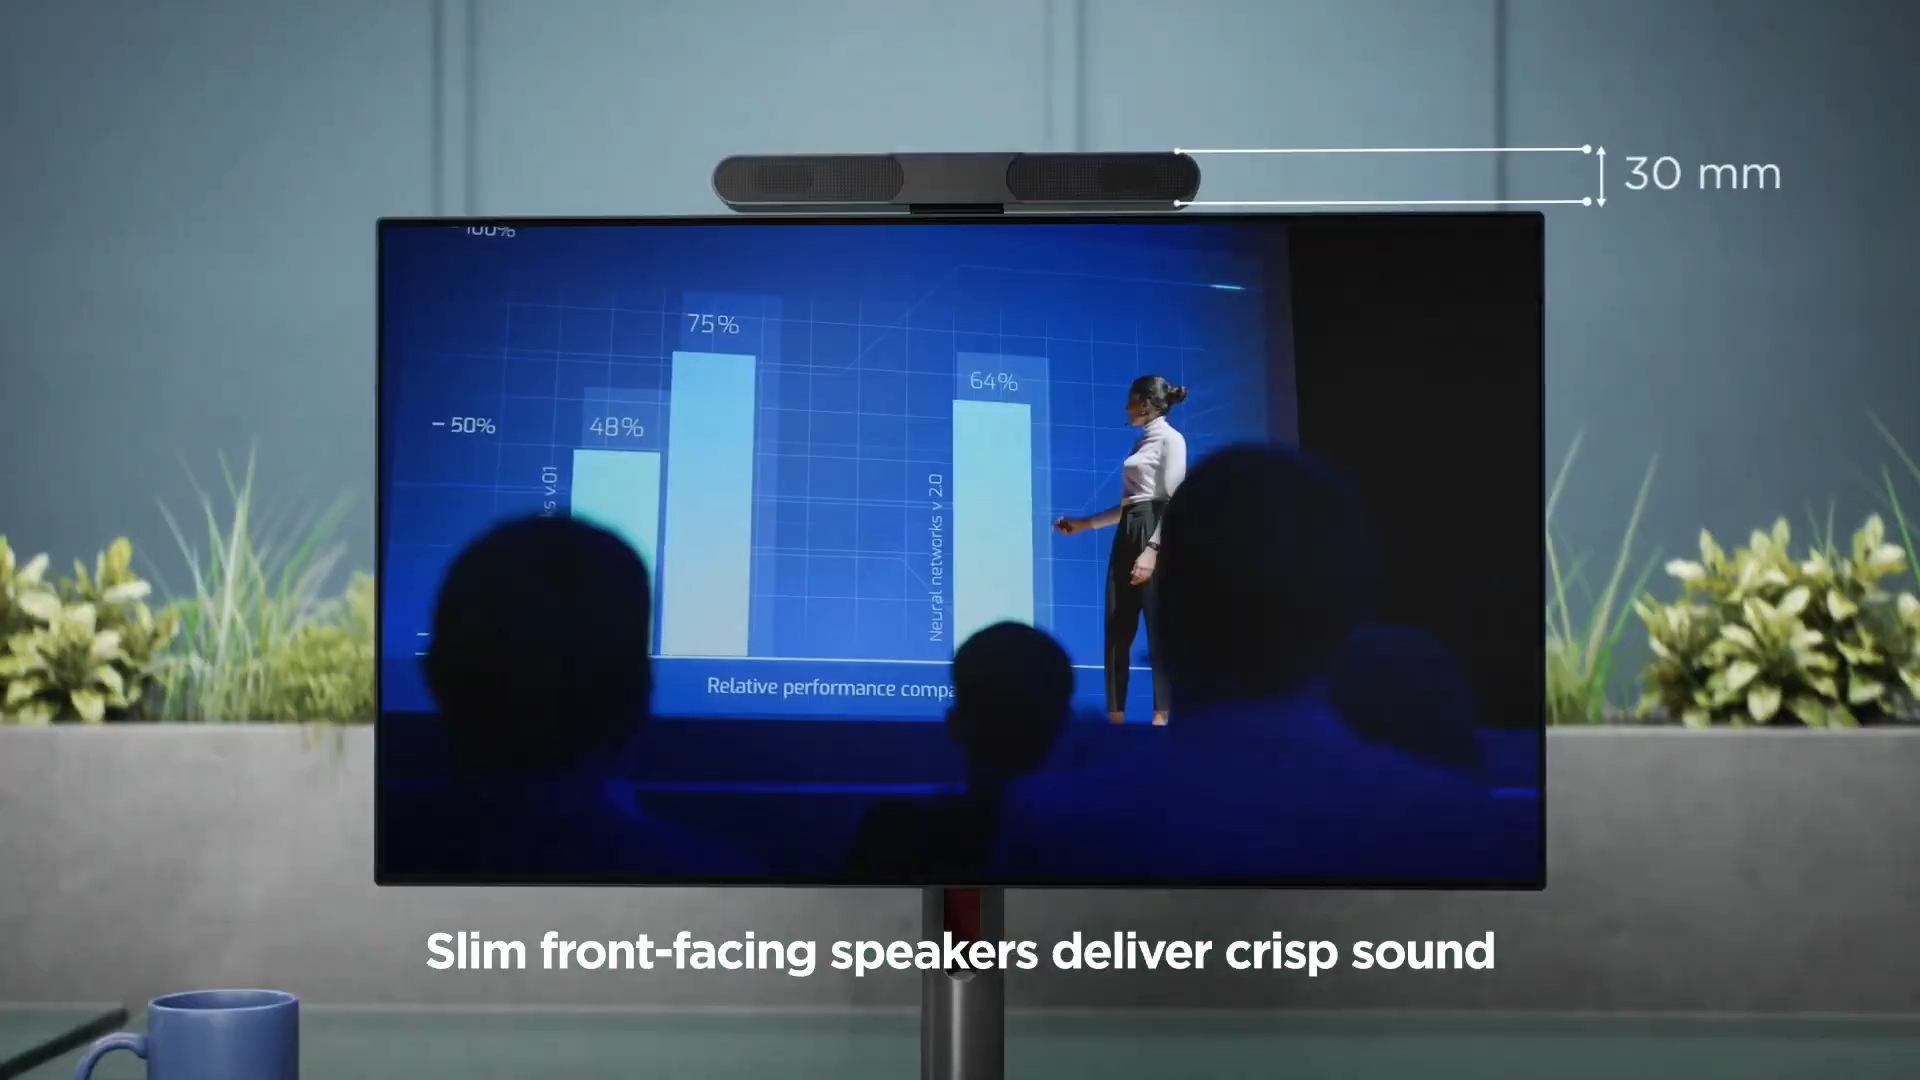 30 mm
75%
64%
– 50%
48%
Neural networks v 2.0
Relative performance
Slim front-facing speakers deliver crisp sound